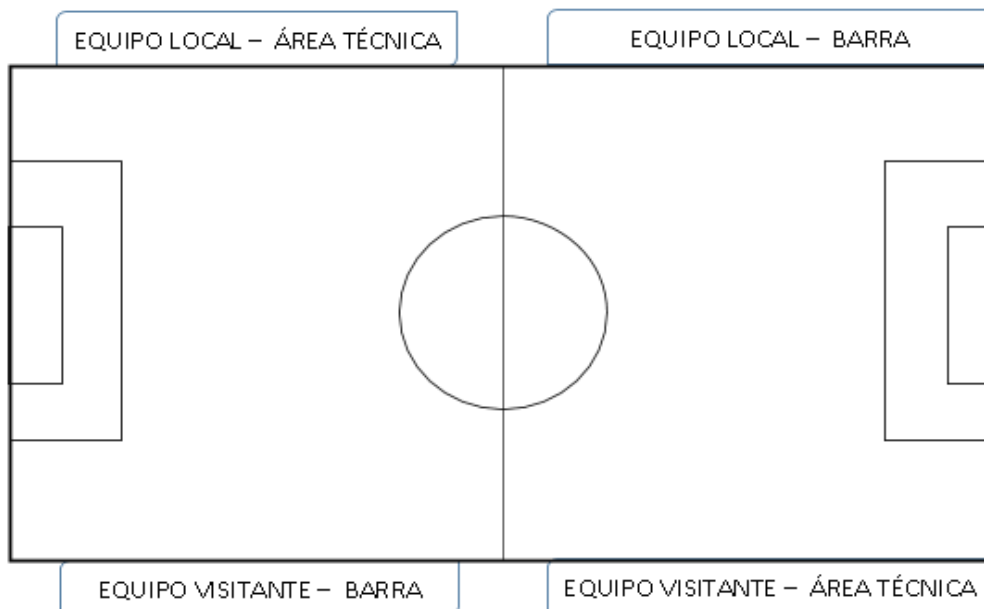 EQUIPO LOCAL – ÁREA TÉCNICA
EQUIPO LOCAL – BARRA
EQUIPO VISITANTE – BARRA
EQUIPO VISITANTE – ÁREA TÉCNICA